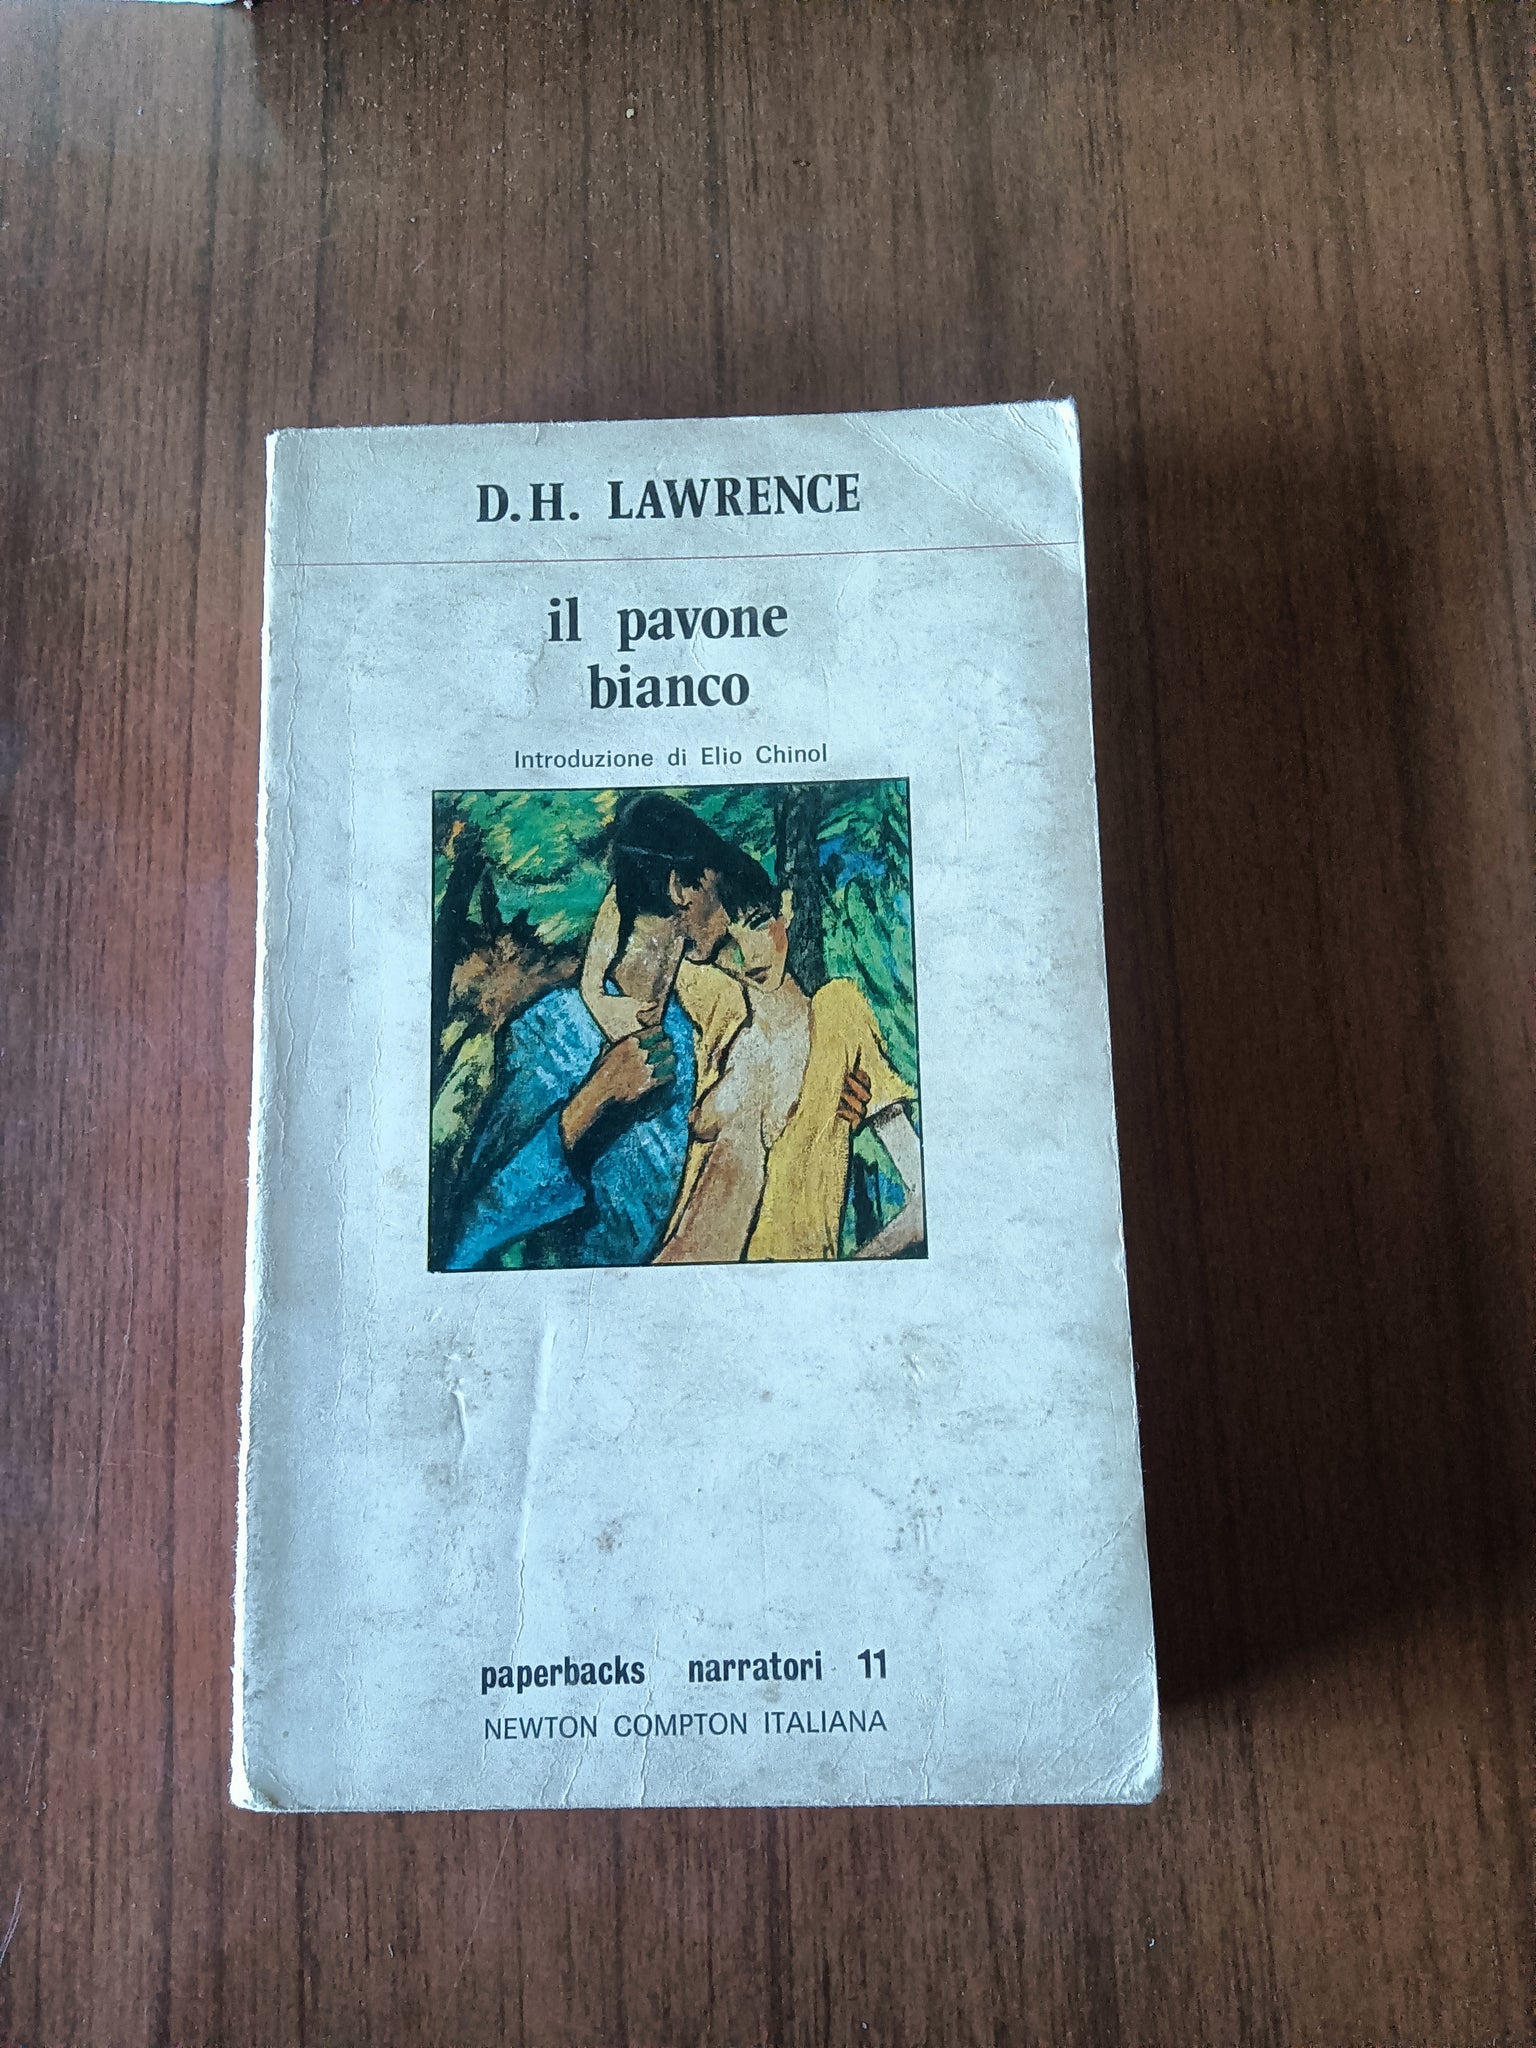 D.H. LAWRENCE
il pavone
bianco
Introduzione di Elio Chinol
paperbacks narratori 11
NEWTON COMPTON ITALIANA